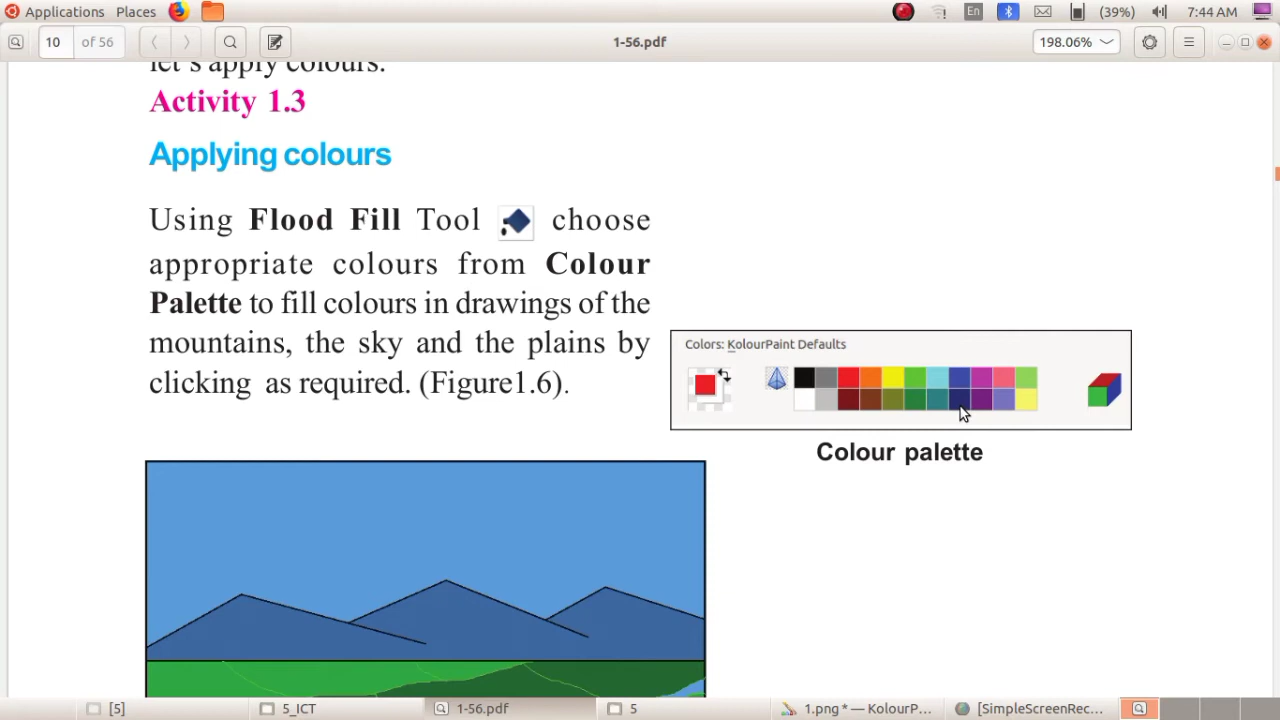 Applications Places En (39%) 7:44 AM
10 of 56 1-56.pdf 198.06%
let's apply colours.
Activity 1.3
Applying colours
Using Flood Fill Tool choose
appropriate colours from Colour
Palette to fill colours in drawings of the
mountains, the sky and the plains by
clicking as required. (Figure1.6).
Colors: KolourPaint Defaults
Colour palette
[5] 5_ICT 1-56.pdf 5 1.png * — KolourP... [SimpleScreenRec...